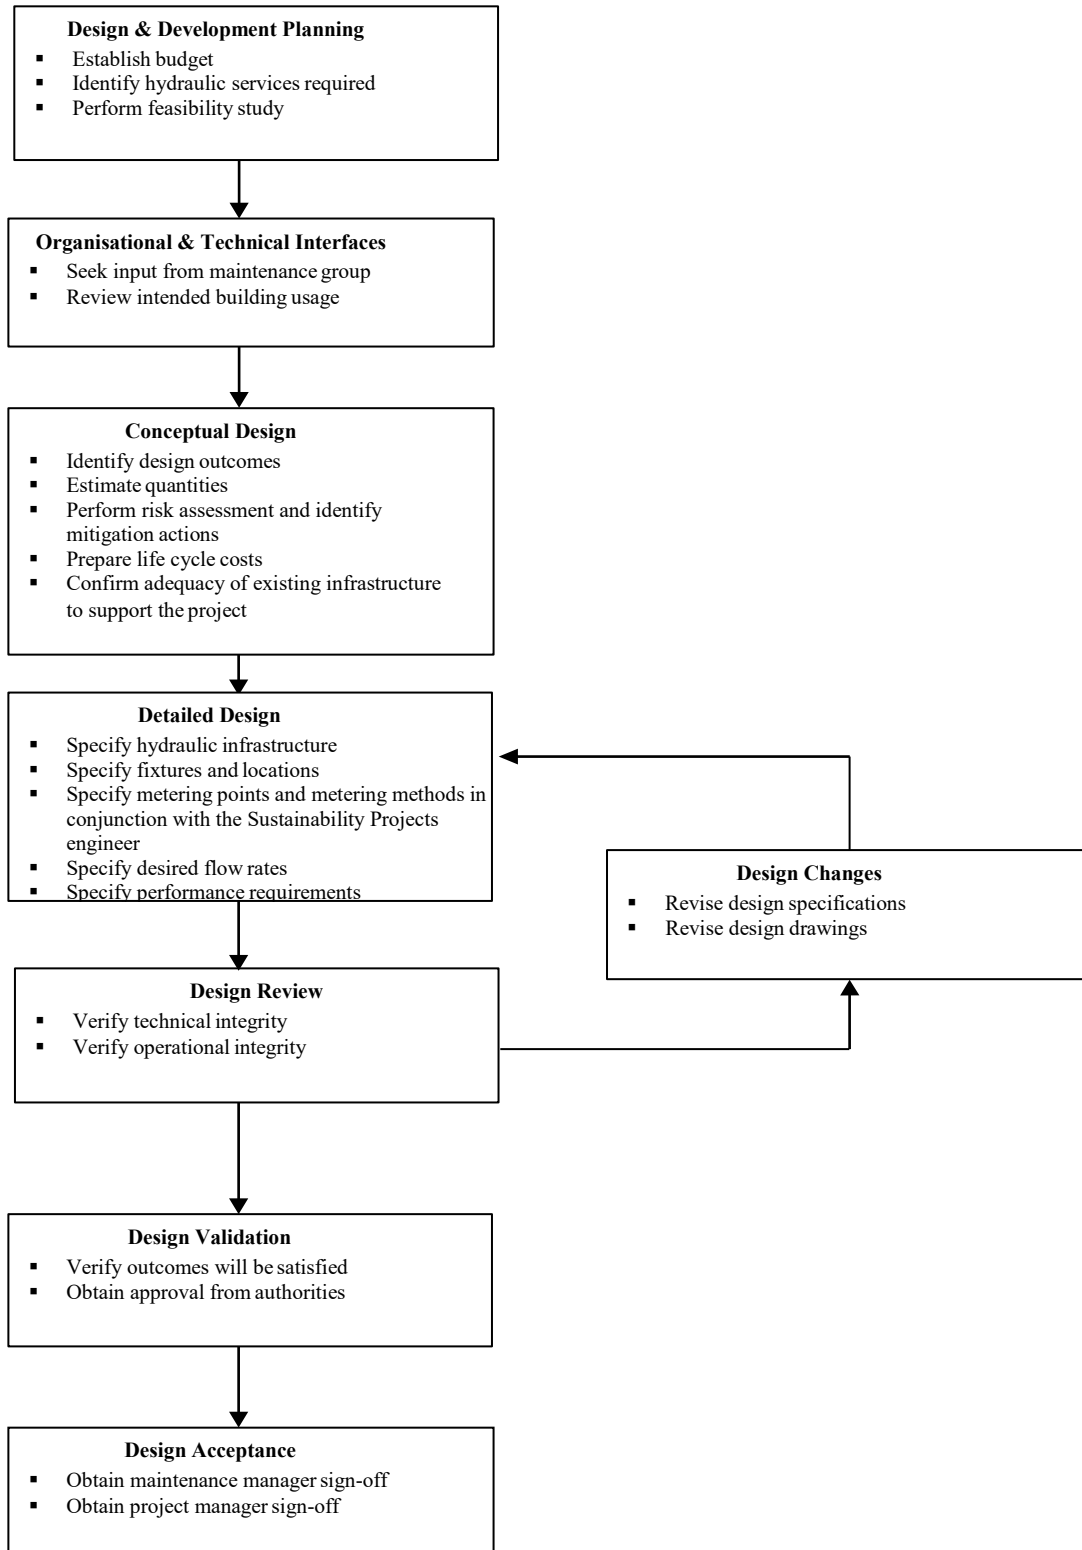 Design & Development Planning
▪ Establish budget
▪ Identify hydraulic services required
▪ Perform feasibility study
Organisational & Technical Interfaces
▪ Seek input from maintenance group
▪ Review intended building usage
Conceptual Design
▪ Identify design outcomes
▪ Estimate quantities
▪ Perform risk assessment and identify
mitigation actions
▪ Prepare life cycle costs
▪ Confirm adequacy of existing infrastructure
to support the project
Detailed Design
▪ Specify hydraulic infrastructure
▪ Specify fixtures and locations
▪ Specify metering points and metering methods in
conjunction with the Sustainability Projects
engineer
▪ Specify desired flow rates
▪ Specify performance requirements
Design Changes
▪ Revise design specifications
▪ Revise design drawings
Design Review
▪ Verify technical integrity
▪ Verify operational integrity
Design Validation
▪ Verify outcomes will be satisfied
▪ Obtain approval from authorities
Design Acceptance
▪ Obtain maintenance manager sign-off
▪ Obtain project manager sign-off